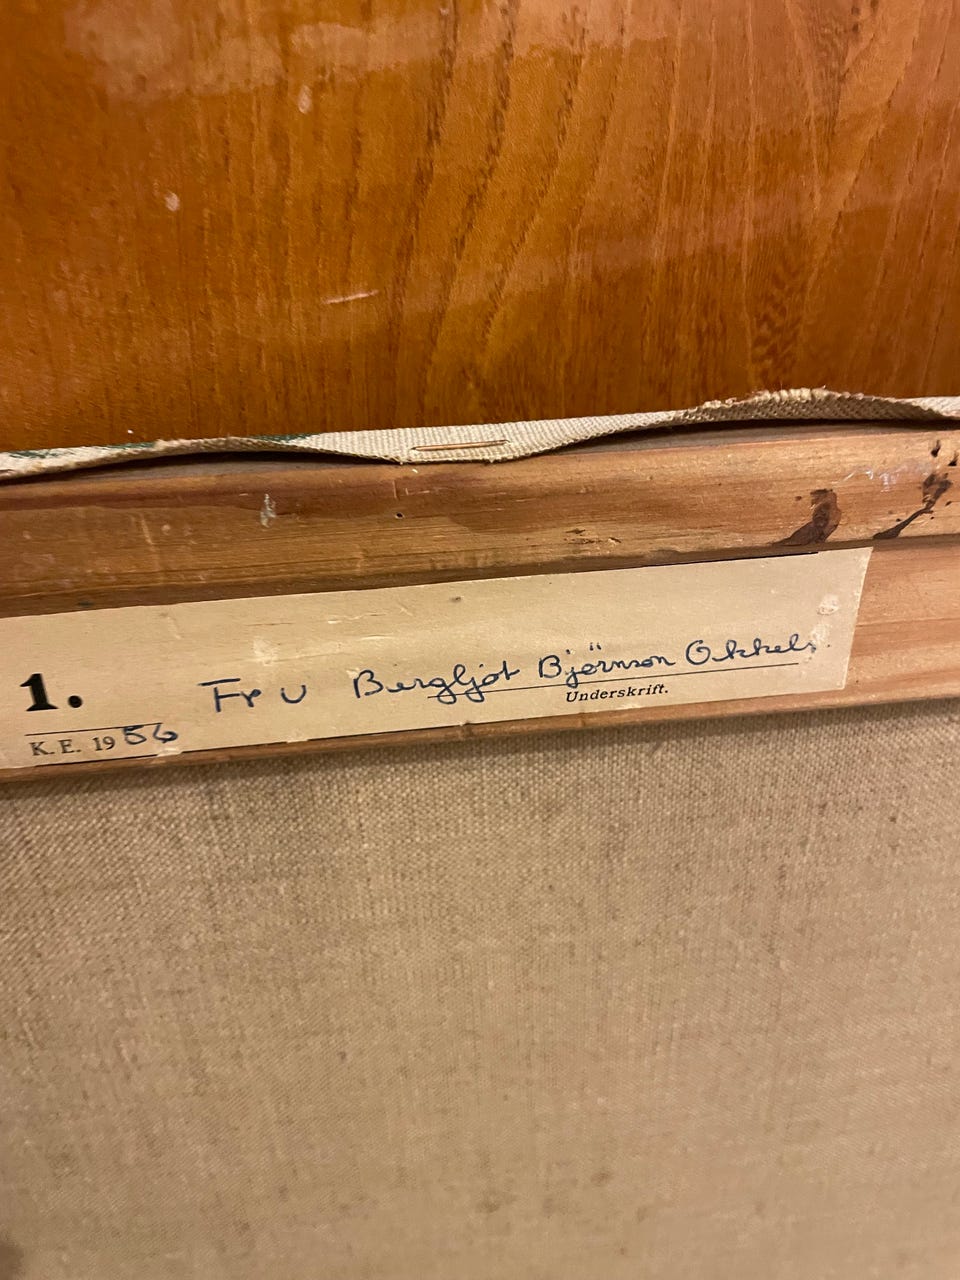 1. Fru Bergljot Björnson Okkels.
Underskrift.
K. E. 1956